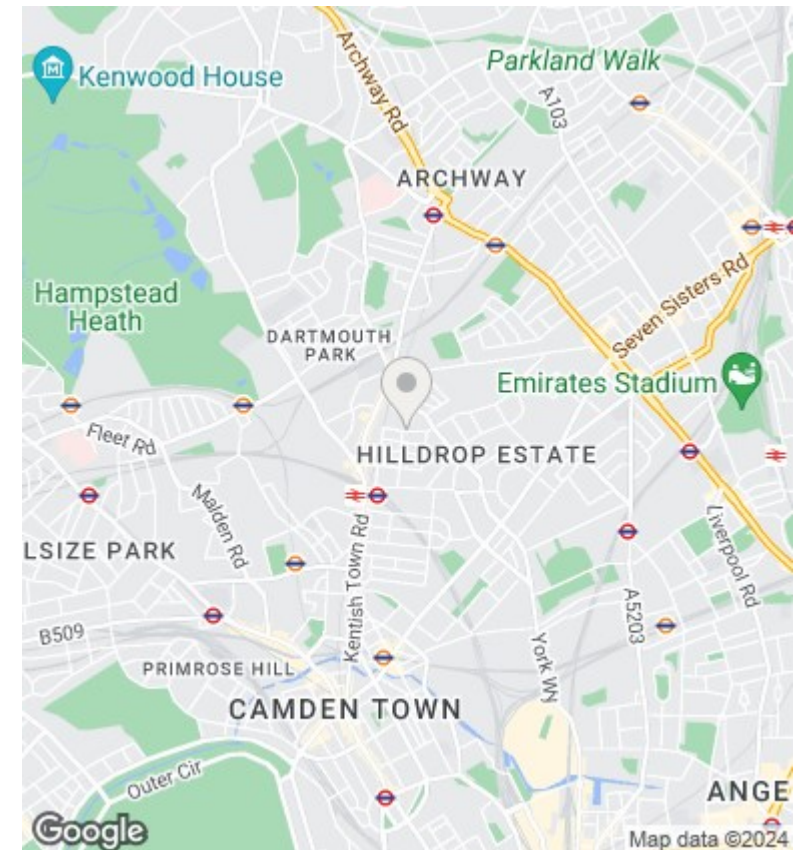 Kenwood House
Parkland Walk
Archway Rd
A103
ARCHWAY
Seven Sisters Rd
Hampstead
Heath
DARTMOUTH
PARK
Emirates Stadium
Fleet Rd
HILLDROP ESTATE
Malden Rd
LSIZE PARK
Liverpool Rd
Kentish Town Rd
A5203
B509
York Wy
PRIMROSE HILL
CAMDEN TOWN
Outer Cir
ANGE
Google
Map data ©2024